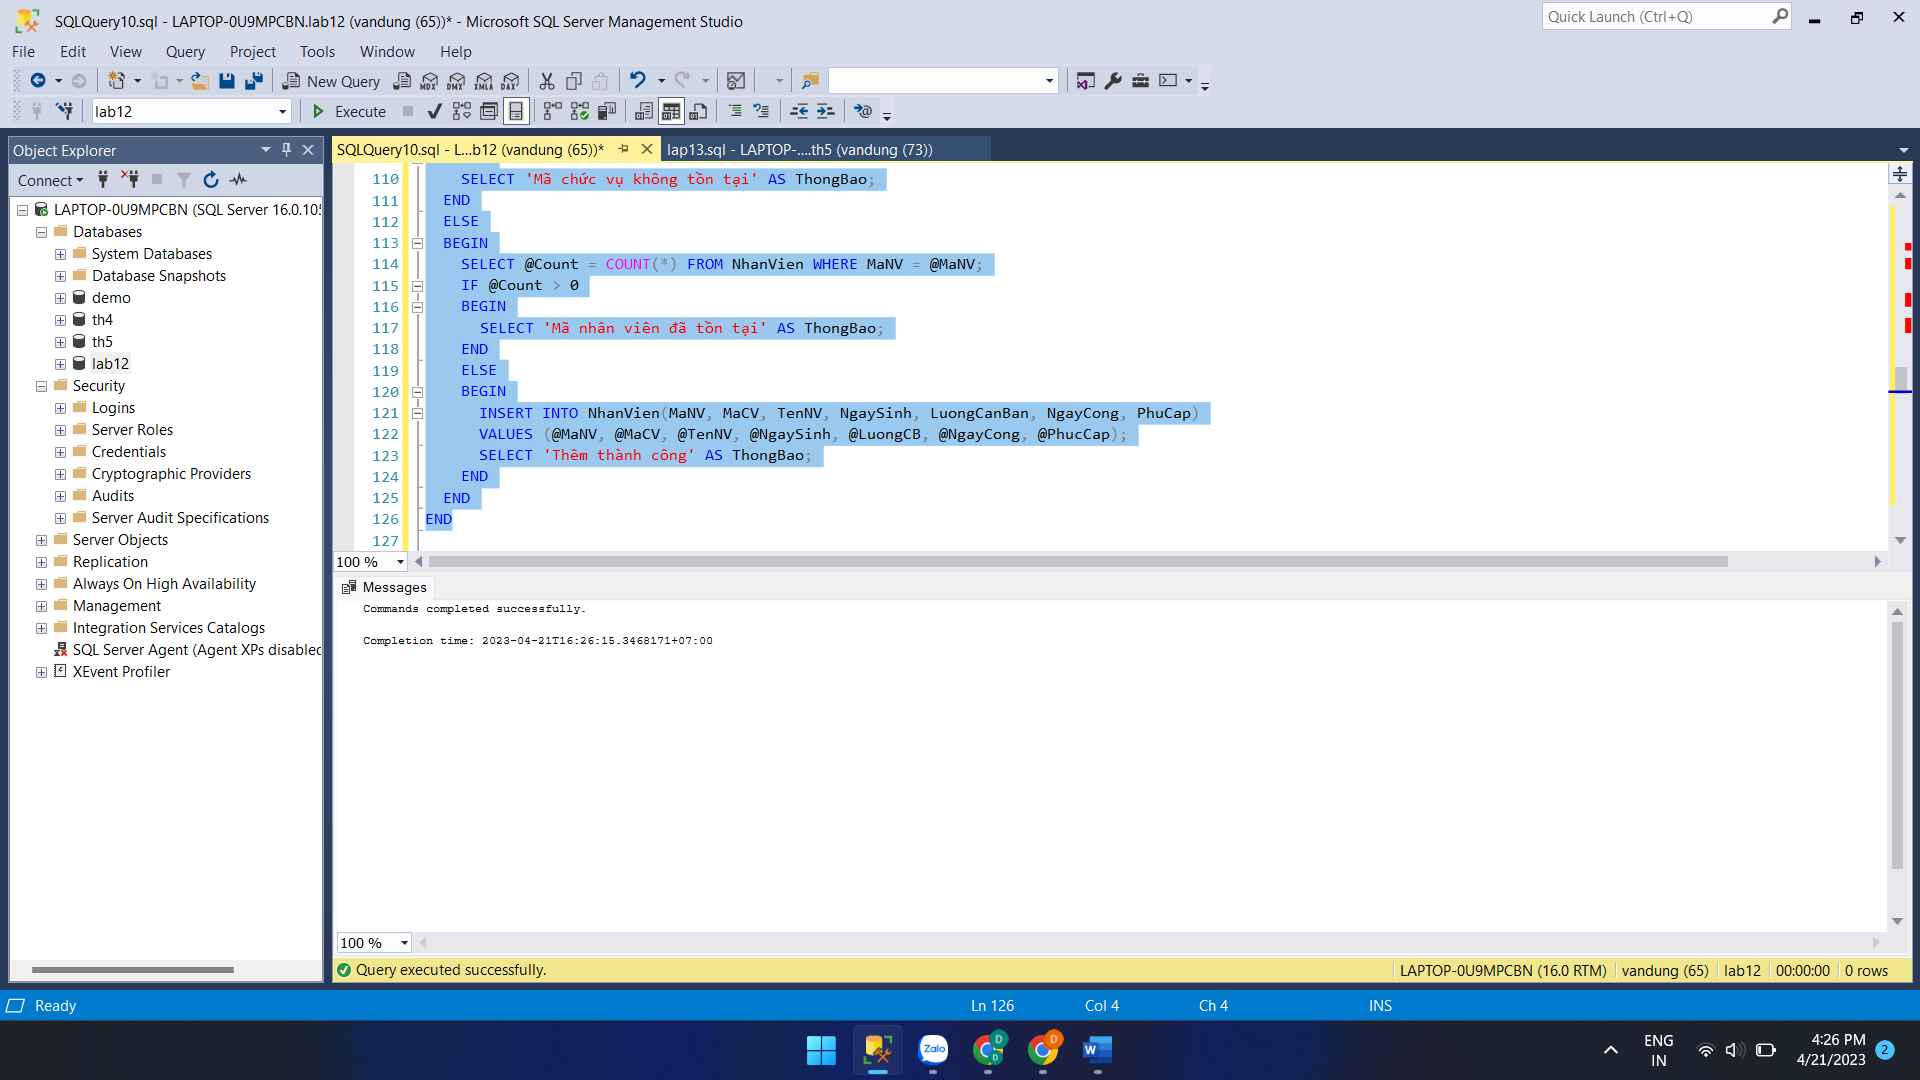 SQLQuery10.sql - LAPTOP-0U9MPCBN.lab12 (vandung (65))* - Microsoft SQL Server Management Studio
Quick Launch (Ctrl+Q)
File Edit View Query Project Tools Window Help
New Query MDX DMX XMLA DAX
lab12 Execute
Object Explorer
Connect
LAPTOP-0U9MPCBN (SQL Server 16.0.105
Databases
System Databases
Database Snapshots
demo
th4
th5
lab12
Security
Logins
Server Roles
Credentials
Cryptographic Providers
Audits
Server Audit Specifications
Server Objects
Replication
Always On High Availability
Management
Integration Services Catalogs
SQL Server Agent (Agent XPs disabled
XEvent Profiler
SQLQuery10.sql - L...b12 (vandung (65))*
lap13.sql - LAPTOP-....th5 (vandung (73))
110 SELECT 'Mã chức vụ không tồn tại' AS ThongBao;
111 END
112 ELSE
113 BEGIN
114 SELECT @Count = COUNT(*) FROM NhanVien WHERE MaNV = @MaNV;
115 IF @Count > 0
116 BEGIN
117 SELECT 'Mã nhân viên đã tồn tại' AS ThongBao;
118 END
119 ELSE
120 BEGIN
121 INSERT INTO NhanVien(MaNV, MaCV, TenNV, NgaySinh, LuongCanBan, NgayCong, PhuCap)
122 VALUES (@MaNV, @MaCV, @TenNV, @NgaySinh, @LuongCB, @NgayCong, @PhucCap);
123 SELECT 'Thêm thành công' AS ThongBao;
124 END
125 END
126 END
127
100 %
Messages
Commands completed successfully.
Completion time: 2023-04-21T16:26:15.3468171+07:00
100 %
Query executed successfully.
LAPTOP-0U9MPCBN (16.0 RTM) vandung (65) lab12 00:00:00 0 rows
Ready
Ln 126 Col 4 Ch 4 INS
Zalo D D D W
ENG
IN
4:26 PM
4/21/2023
2